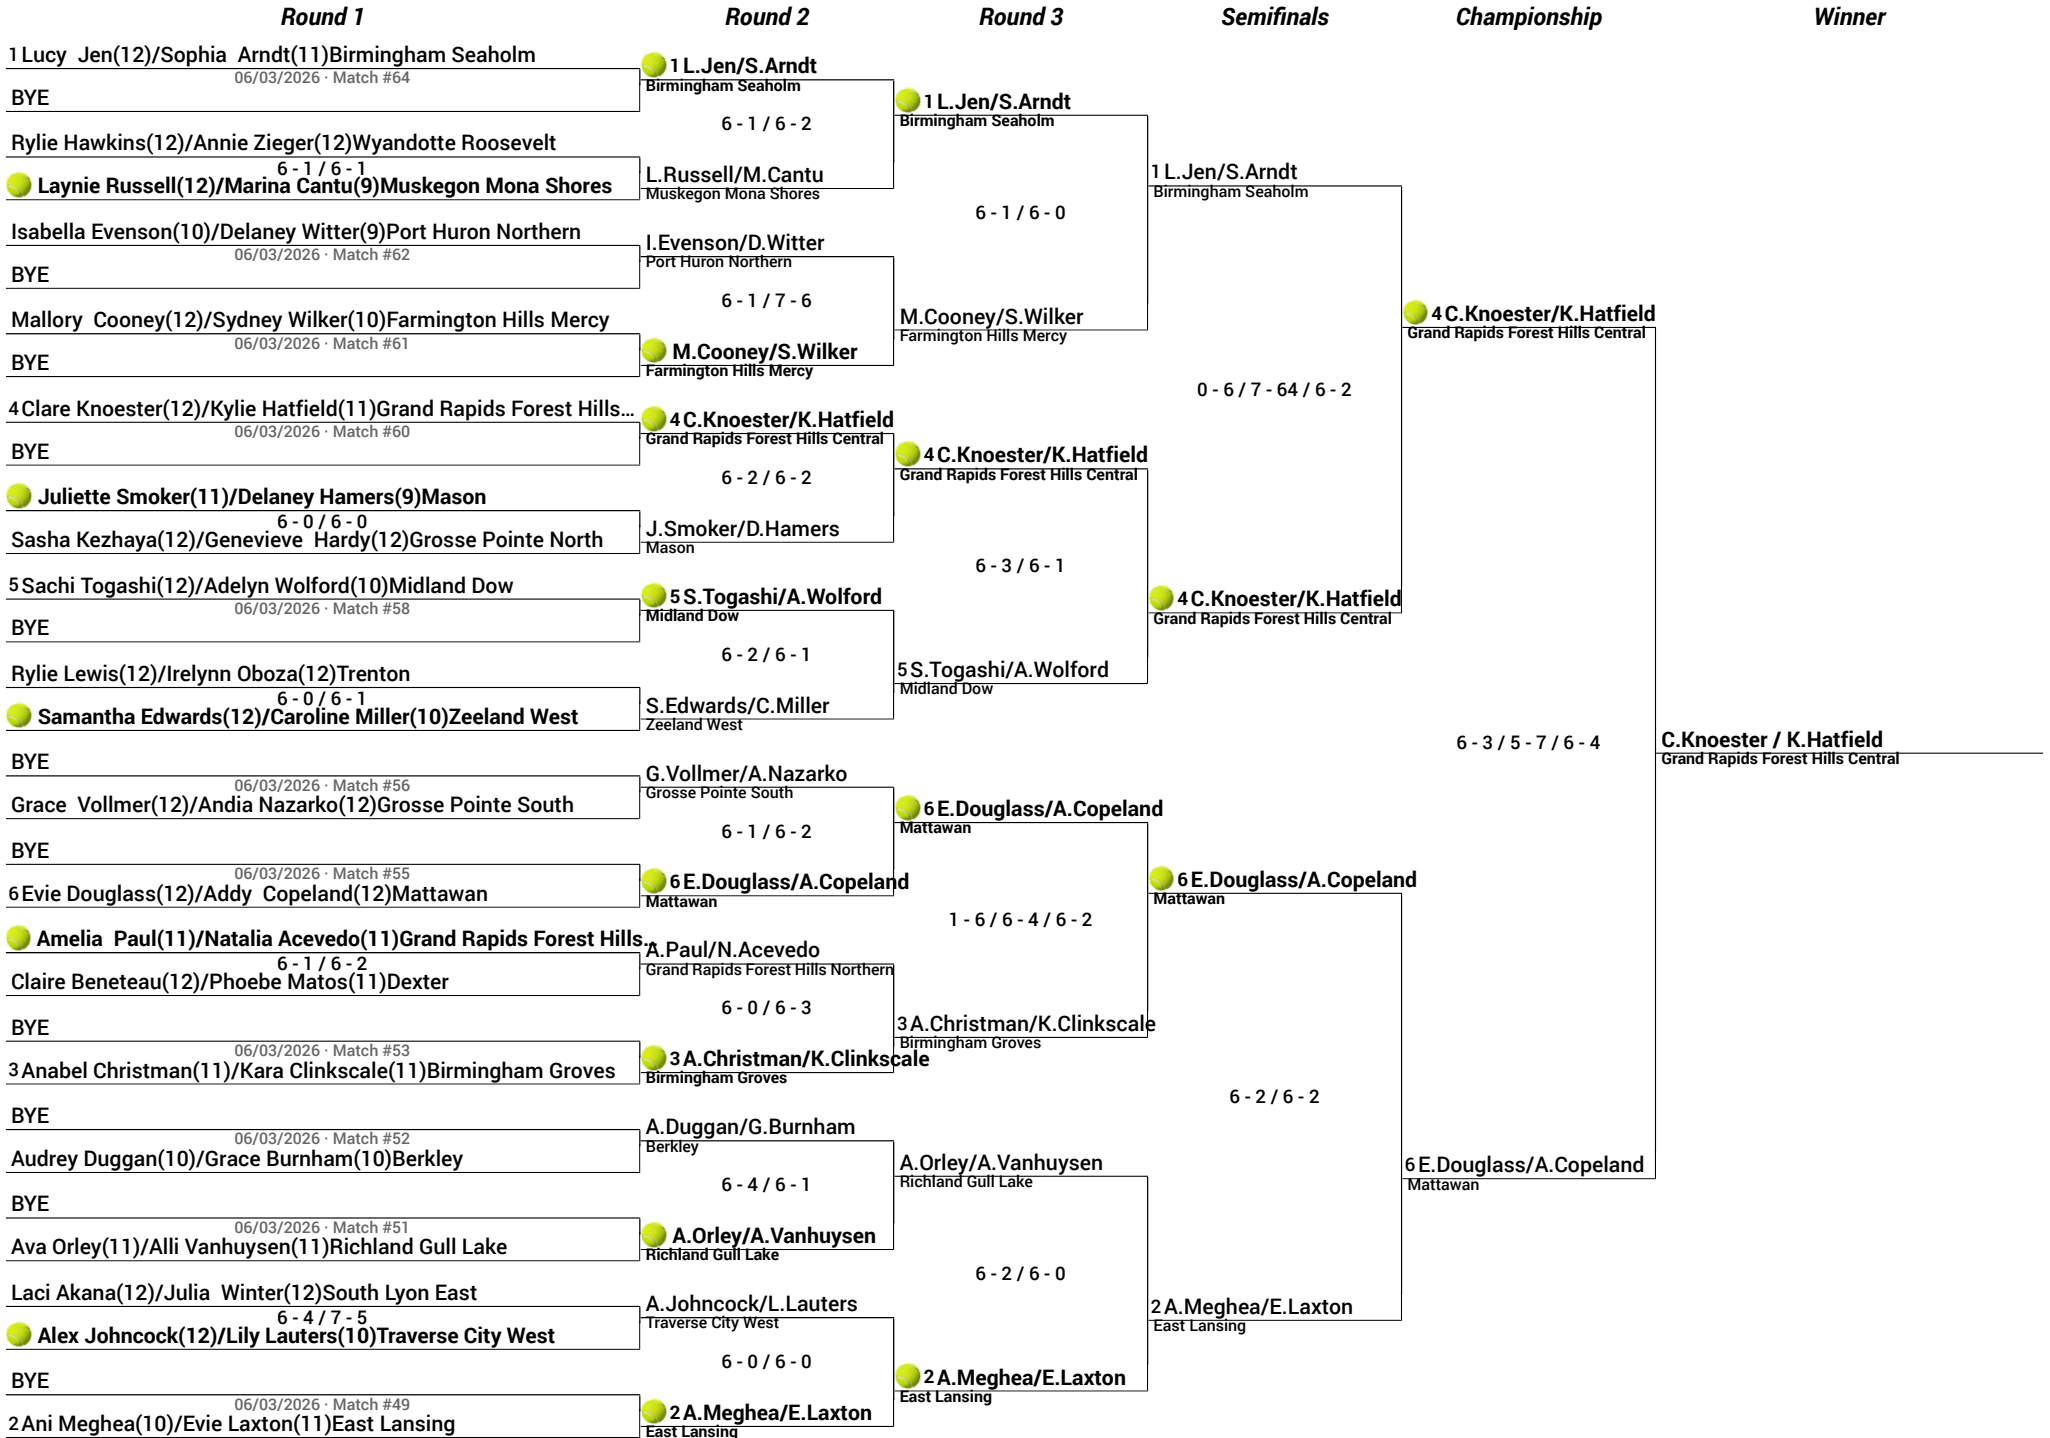 Round 1
Round 2
Round 3
Semifinals
Championship
Winner
1 Lucy  Jen(12)/Sophia  Arndt(11)Birmingham Seaholm
06/03/2026 · Match #64
BYE
Rylie Hawkins(12)/Annie Zieger(12)Wyandotte Roosevelt
6 - 1 / 6 - 1
Laynie Russell(12)/Marina Cantu(9)Muskegon Mona Shores
Isabella Evenson(10)/Delaney Witter(9)Port Huron Northern
06/03/2026 · Match #62
BYE
Mallory  Cooney(12)/Sydney Wilker(10)Farmington Hills Mercy
06/03/2026 · Match #61
BYE
4 Clare Knoester(12)/Kylie Hatfield(11)Grand Rapids Forest Hills...
06/03/2026 · Match #60
BYE
Juliette Smoker(11)/Delaney Hamers(9)Mason
6 - 0 / 6 - 0
Sasha Kezhaya(12)/Genevieve  Hardy(12)Grosse Pointe North
5 Sachi Togashi(12)/Adelyn Wolford(10)Midland Dow
06/03/2026 · Match #58
BYE
Rylie Lewis(12)/Irelynn Oboza(12)Trenton
6 - 0 / 6 - 1
Samantha Edwards(12)/Caroline Miller(10)Zeeland West
BYE
06/03/2026 · Match #56
Grace  Vollmer(12)/Andia Nazarko(12)Grosse Pointe South
BYE
06/03/2026 · Match #55
6 Evie Douglass(12)/Addy  Copeland(12)Mattawan
Amelia  Paul(11)/Natalia Acevedo(11)Grand Rapids Forest Hills...
6 - 1 / 6 - 2
Claire Beneteau(12)/Phoebe Matos(11)Dexter
BYE
06/03/2026 · Match #53
3 Anabel Christman(11)/Kara Clinkscale(11)Birmingham Groves
BYE
06/03/2026 · Match #52
Audrey Duggan(10)/Grace Burnham(10)Berkley
BYE
06/03/2026 · Match #51
Ava Orley(11)/Alli Vanhuysen(11)Richland Gull Lake
Laci Akana(12)/Julia  Winter(12)South Lyon East
6 - 4 / 7 - 5
Alex Johncock(12)/Lily Lauters(10)Traverse City West
BYE
06/03/2026 · Match #49
2 Ani Meghea(10)/Evie Laxton(11)East Lansing
1 L.Jen/S.Arndt
Birmingham Seaholm
6 - 1 / 6 - 2
L.Russell/M.Cantu
Muskegon Mona Shores
I.Evenson/D.Witter
Port Huron Northern
6 - 1 / 7 - 6
M.Cooney/S.Wilker
Farmington Hills Mercy
4 C.Knoester/K.Hatfield
Grand Rapids Forest Hills Central
6 - 2 / 6 - 2
J.Smoker/D.Hamers
Mason
5 S.Togashi/A.Wolford
Midland Dow
6 - 2 / 6 - 1
S.Edwards/C.Miller
Zeeland West
G.Vollmer/A.Nazarko
Grosse Pointe South
6 - 1 / 6 - 2
6 E.Douglass/A.Copeland
Mattawan
A.Paul/N.Acevedo
Grand Rapids Forest Hills Northern
6 - 0 / 6 - 3
3 A.Christman/K.Clinkscale
Birmingham Groves
A.Duggan/G.Burnham
Berkley
6 - 4 / 6 - 1
A.Orley/A.Vanhuysen
Richland Gull Lake
A.Johncock/L.Lauters
Traverse City West
6 - 0 / 6 - 0
2 A.Meghea/E.Laxton
East Lansing
1 L.Jen/S.Arndt
Birmingham Seaholm
6 - 1 / 6 - 0
M.Cooney/S.Wilker
Farmington Hills Mercy
4 C.Knoester/K.Hatfield
Grand Rapids Forest Hills Central
6 - 3 / 6 - 1
5 S.Togashi/A.Wolford
Midland Dow
6 E.Douglass/A.Copeland
Mattawan
1 - 6 / 6 - 4 / 6 - 2
3 A.Christman/K.Clinkscale
Birmingham Groves
A.Orley/A.Vanhuysen
Richland Gull Lake
6 - 2 / 6 - 0
2 A.Meghea/E.Laxton
East Lansing
1 L.Jen/S.Arndt
Birmingham Seaholm
0 - 6 / 7 - 64 / 6 - 2
4 C.Knoester/K.Hatfield
Grand Rapids Forest Hills Central
6 E.Douglass/A.Copeland
Mattawan
6 - 2 / 6 - 2
2 A.Meghea/E.Laxton
East Lansing
4 C.Knoester/K.Hatfield
Grand Rapids Forest Hills Central
6 - 3 / 5 - 7 / 6 - 4
6 E.Douglass/A.Copeland
Mattawan
C.Knoester / K.Hatfield
Grand Rapids Forest Hills Central